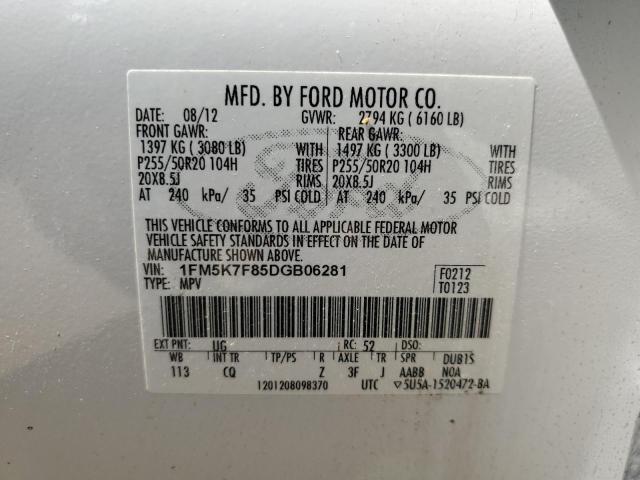 MFD. BY FORD MOTOR CO.
DATE: 08/12 GVWR: 2794 KG ( 6160 LB)
FRONT GAWR: REAR GAWR:
1397 KG ( 3080 LB) WITH 1497 KG ( 3300 LB) WITH
P255/50R20 104H TIRES P255/50R20 104H TIRES
20X8.5J RIMS 20X8.5J RIMS
AT 240 kPa/ 35 PSI COLD AT 240 kPa/ 35 PSI COLD
Ford
THIS VEHICLE CONFORMS TO ALL APPLICABLE FEDERAL MOTOR
VEHICLE SAFETY STANDARDS IN EFFECT ON THE DATE OF
MANUFACTURE SHOWN ABOVE.
VIN: 1FM5K7F85DGB06281 F0212
TYPE: MPV T0123
EXT PNT: UG RC: 52 DSO:
WB INT TR TP/PS R AXLE TR SPR DUB1S
113 CQ Z 3F J AABB NOA
1201208098370 UTC ▽5U5A-1520472-BA